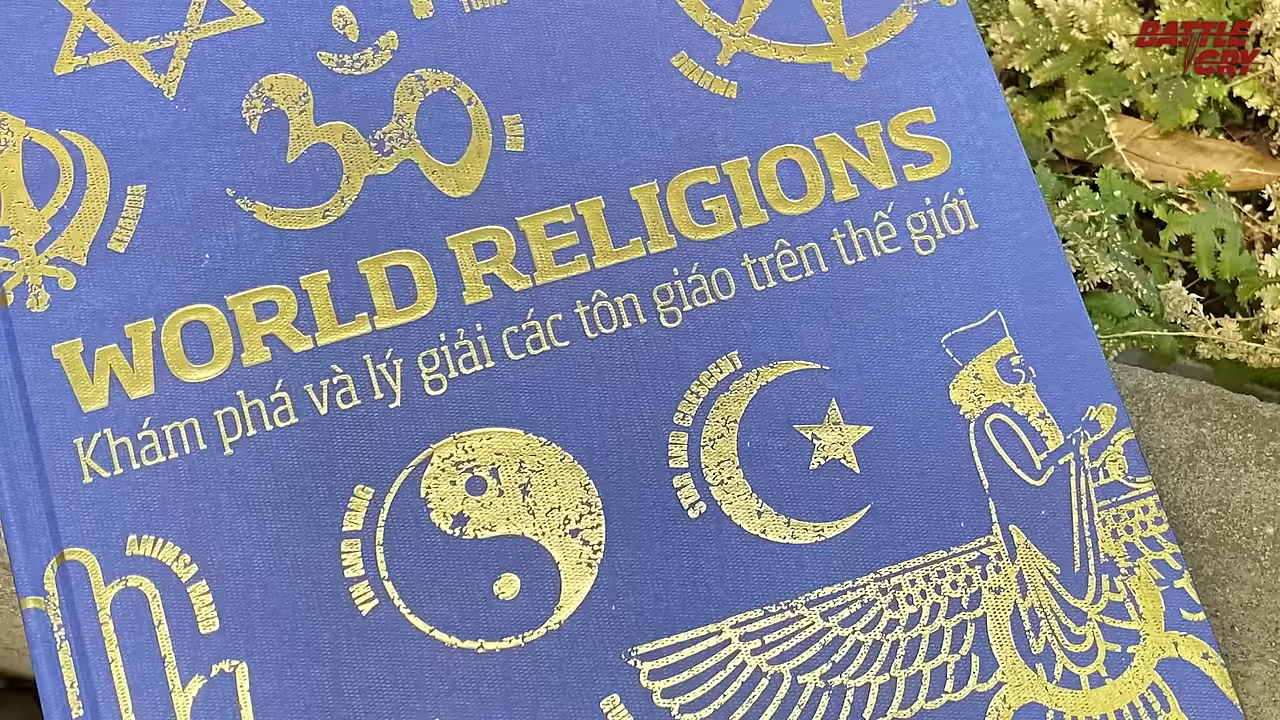 BATTLE
CRY
DHARMA
KHANDA
WORLD RELIGIONS
Khám phá và lý giải các tôn giáo trên thế giới
STAR AND CRESCENT
YIN AND YANG
AHIMSA HAND